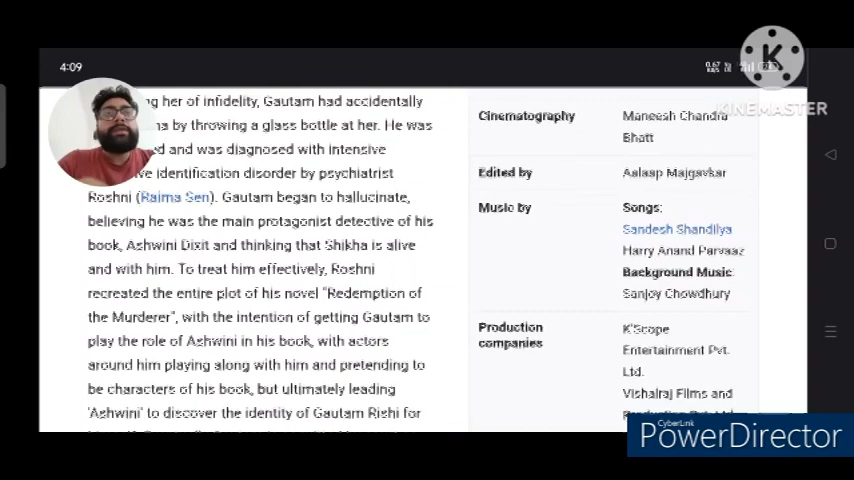 4:09
KINEMASTER
her of infidelity, Gautam had accidentally
by throwing a glass bottle at her. He was
and was diagnosed with intensive
identification disorder by psychiatrist
Roshni (Raima Sen). Gautam began to hallucinate,
believing he was the main protagonist detective of his
book, Ashwini Dixit and thinking that Shikha is alive
and with him. To treat him effectively, Roshni
recreated the entire plot of his novel "Redemption of
the Murderer", with the intention of getting Gautam to
play the role of Ashwini in his book, with actors
around him playing along with him and pretending to
be characters of his book, but ultimately leading
'Ashwini' to discover the identity of Gautam Rishi for
Cinematography
Maneesh Chandra
Bhatt
Edited by
Aalaap Majgavkar
Music by
Songs:
Sandesh Shandilya
Harry Anand Parvaaz
Background Music:
Sanjoy Chowdhury
Production
companies
K'Scope
Entertainment Pvt.
Ltd.
Vishalraj Films and
CyberLink
PowerDirector